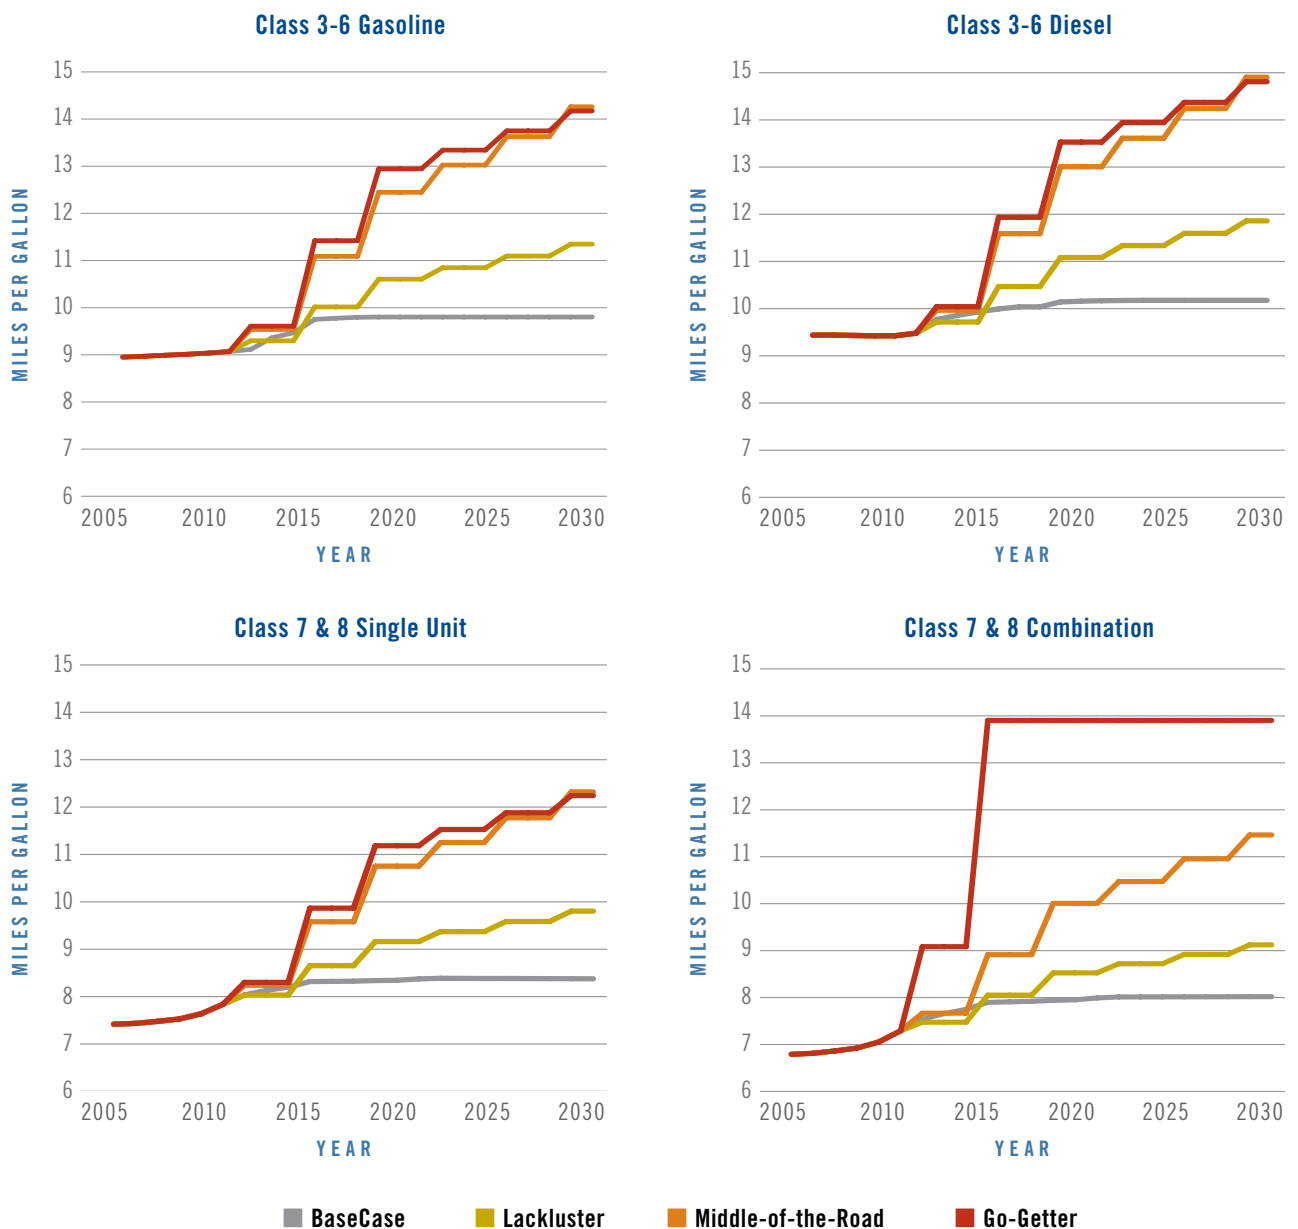 Class 3-6 Gasoline
MILES PER GALLON
15
14
13
12
11
10
9
8
7
6
2005 2010 2015 2020 2025 2030
YEAR
Class 3-6 Diesel
MILES PER GALLON
15
14
13
12
11
10
9
8
7
6
2005 2010 2015 2020 2025 2030
YEAR
Class 7 & 8 Single Unit
MILES PER GALLON
15
14
13
12
11
10
9
8
7
6
2005 2010 2015 2020 2025 2030
YEAR
Class 7 & 8 Combination
MILES PER GALLON
15
14
13
12
11
10
9
8
7
6
2005 2010 2015 2020 2025 2030
YEAR
BaseCase Lackluster Middle-of-the-Road Go-Getter